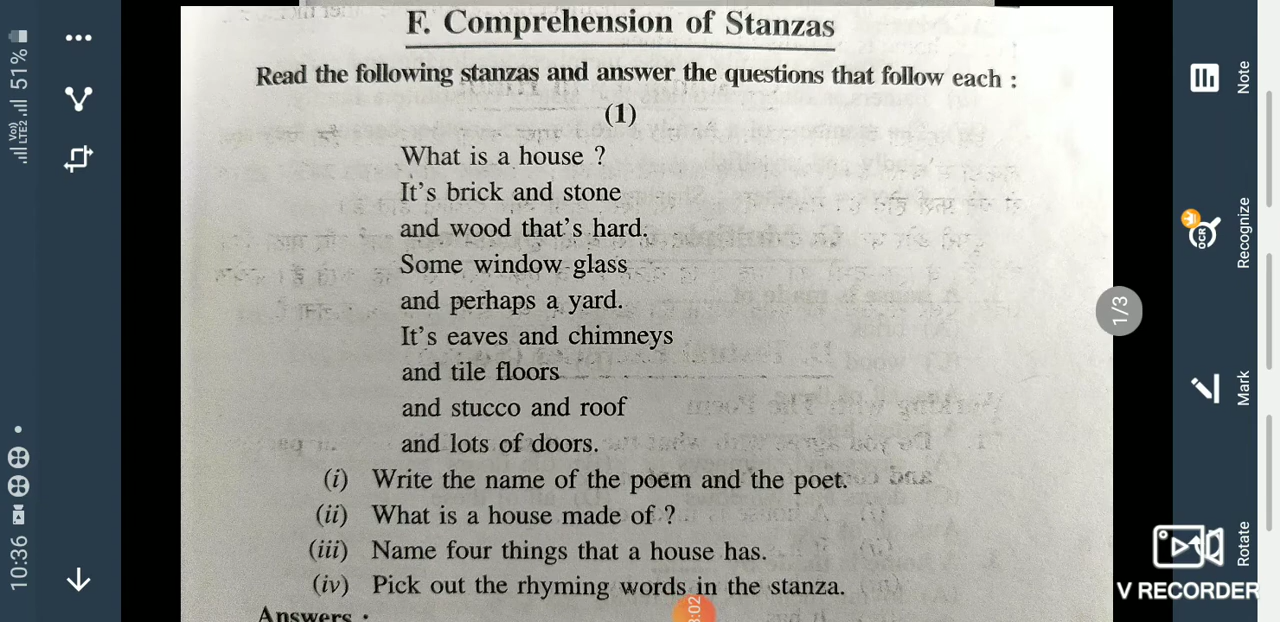 F. Comprehension of Stanzas
Read the following stanzas and answer the questions that follow each :
(1)
What is a house ?
It's brick and stone
and wood that's hard.
Some window glass
and perhaps a yard.
It's eaves and chimneys
and tile floors
and stucco and roof
and lots of doors.
(i) Write the name of the poem and the poet.
(ii) What is a house made of ?
(iii) Name four things that a house has.
(iv) Pick out the rhyming words in the stanza.
Answers :
51%
LTE2
10:36
1/3
Note
OCR
Recognize
Mark
Rotate
V RECORDER
:02